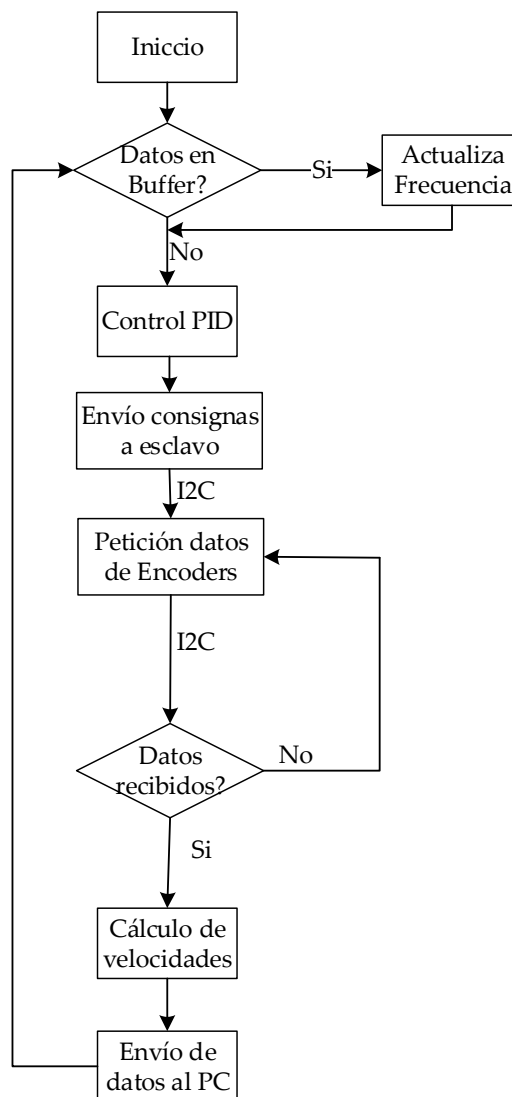 Iniccio
Datos en
Buffer?
Si
Actualiza
Frecuencia
No
Control PID
Envío consignas
a esclavo
I2C
Petición datos
de Encoders
I2C
Datos
recibidos?
No
Si
Cálculo de
velocidades
Envío de
datos al PC